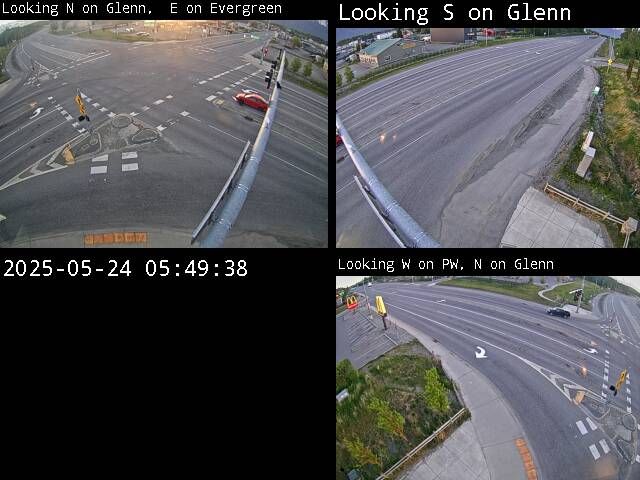 Looking N on Glenn,  E on Evergreen
Looking S on Glenn
2025-05-24 05:49:38
Looking W on PW, N on Glenn